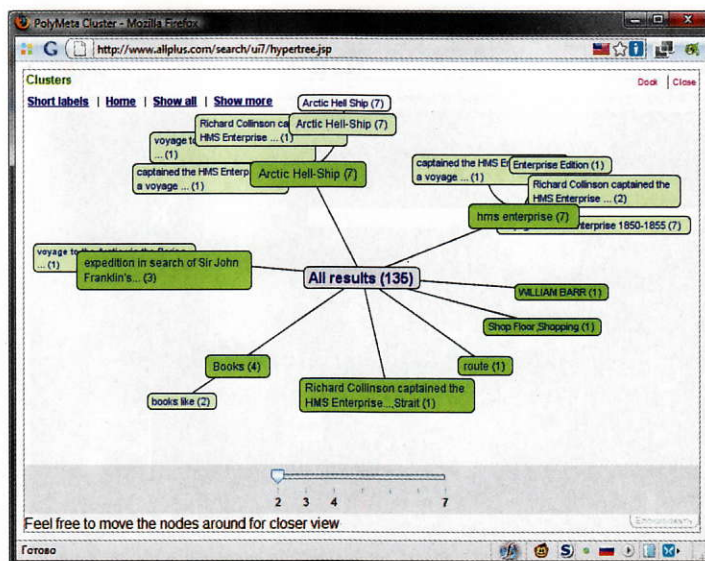 PolyMeta Cluster - Mozilla Firefox
http://www.allplus.com/search/ui7/hypertree.jsp
Clusters
Dock | Close
Short labels | Home | Show all | Show more
Arctic Hell Ship (7)
Richard Collinson
Arctic Hell-Ship (7)
HMS Enterprise ... (1)
voyage to
... (1)
captained the HMS
a voyage ... (1)
Arctic Hell-Ship (7)
captained the HMS
a voyage ... (1)
Enterprise Edition (1)
Richard Collinson captained the
HMS Enterprise ... (2)
hms enterprise (7)
1850-1855 (7)
voyage to the
... (1)
expedition in search of Sir John
Franklin's... (3)
All results (135)
WILLIAM BARR (1)
Shop Floor,Shopping (1)
route (1)
Books (4)
books like (2)
Richard Collinson captained the
HMS Enterprise...,Strait (1)
2 3 4 7
Feel free to move the nodes around for closer view
Готово